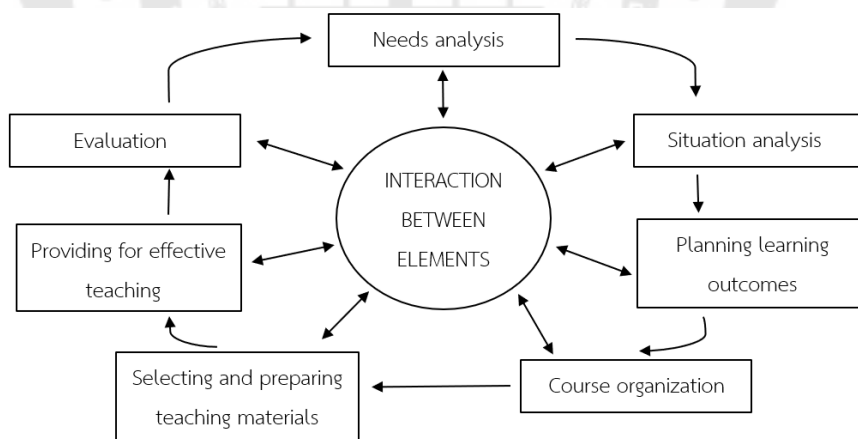 Needs analysis
Situation analysis
Planning learning
outcomes
Course organization
Selecting and preparing
teaching materials
Providing for effective
teaching
Evaluation
INTERACTION
BETWEEN
ELEMENTS